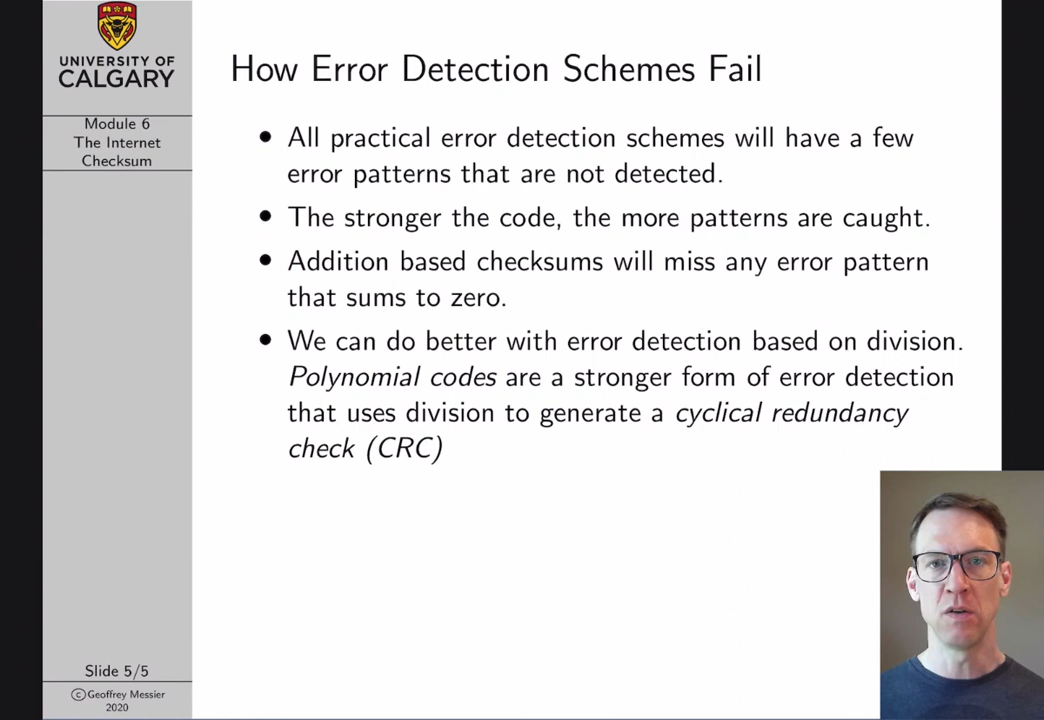 UNIVERSITY OF
CALGARY
Module 6
The Internet
Checksum
How Error Detection Schemes Fail
• All practical error detection schemes will have a few
error patterns that are not detected.
• The stronger the code, the more patterns are caught.
• Addition based checksums will miss any error pattern
that sums to zero.
• We can do better with error detection based on division.
Polynomial codes are a stronger form of error detection
that uses division to generate a cyclical redundancy
check (CRC)
Slide 5/5
©Geoffrey Messier
2020